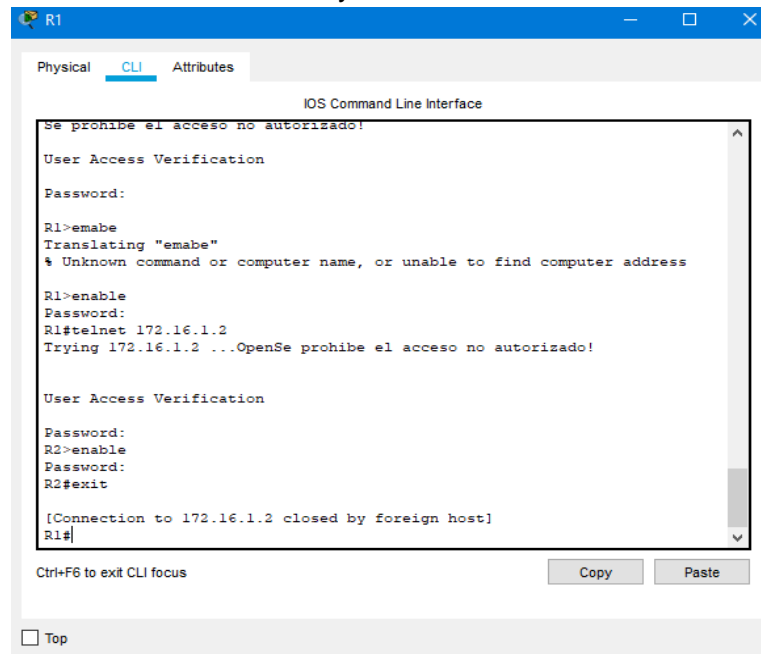 R1
Physical CLI Attributes
IOS Command Line Interface
Se prohibe el acceso no autorizado!
User Access Verification
Password:
R1>emabe
Translating "emabe"
% Unknown command or computer name, or unable to find computer address
R1>enable
Password:
R1#telnet 172.16.1.2
Trying 172.16.1.2 ...OpenSe prohibe el acceso no autorizado!
User Access Verification
Password:
R2>enable
Password:
R2#exit
[Connection to 172.16.1.2 closed by foreign host]
R1#
Ctrl+F6 to exit CLI focus
Copy
Paste
Top